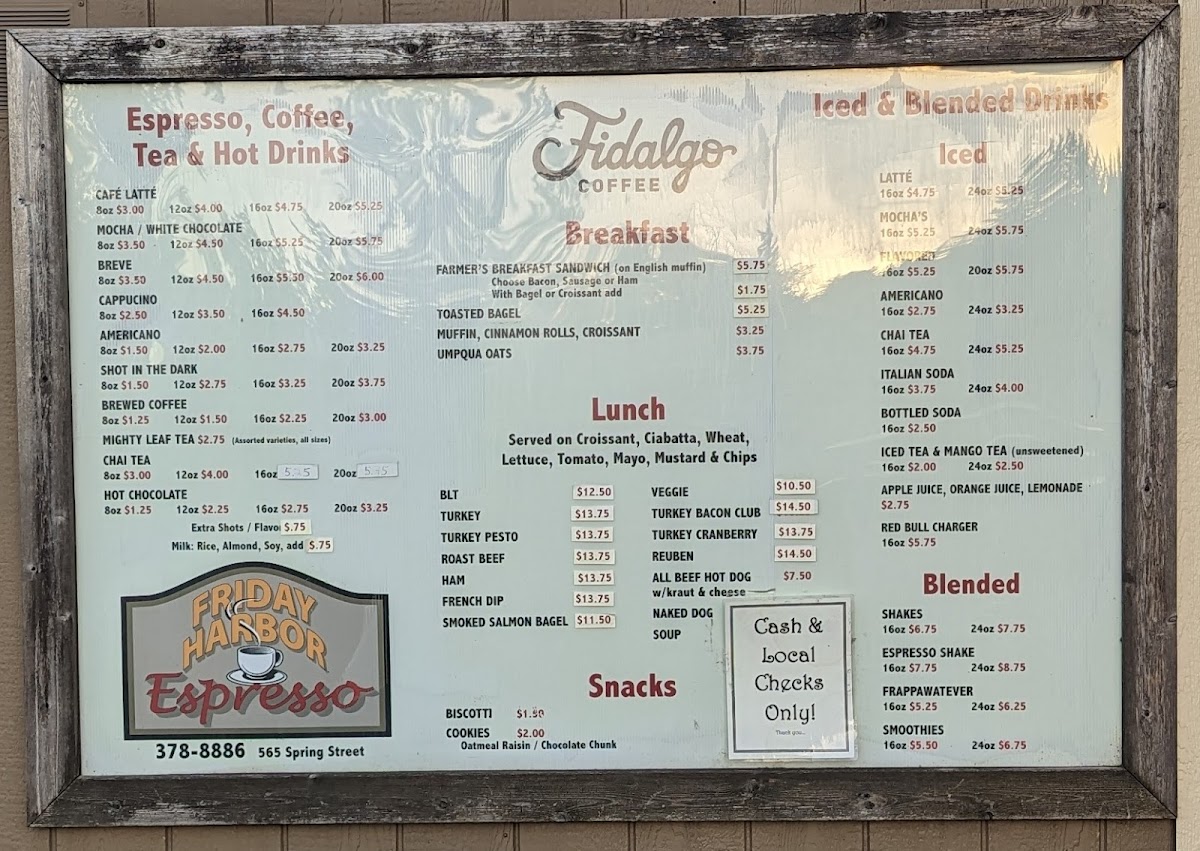 Espresso, Coffee,
Tea & Hot Drinks
CAFÉ LATTÉ
8oz $3.00 12oz $4.00 16oz $4.75 20oz $5.25
MOCHA / WHITE CHOCOLATE
8oz $3.50 12oz $4.50 16oz $5.25 20oz $5.75
BREVE
8oz $3.50 12oz $4.50 16oz $5.50 20oz $6.00
CAPPUCINO
8oz $2.50 12oz $3.50 16oz $4.50
AMERICANO
8oz $1.50 12oz $2.00 16oz $2.75 20oz $3.25
SHOT IN THE DARK
8oz $1.50 12oz $2.75 16oz $3.25 20oz $3.75
BREWED COFFEE
8oz $1.25 12oz $1.50 16oz $2.25 20oz $3.00
MIGHTY LEAF TEA $2.75 (Assorted varieties, all sizes)
CHAI TEA
8oz $3.00 12oz $4.00 16oz 20oz
HOT CHOCOLATE
8oz $1.25 12oz $2.25 16oz $2.75 20oz $3.25
Extra Shots / Flavo $.75
Milk: Rice, Almond, Soy, add $.75
FRIDAY
HARBOR
Espresso
378-8886 565 Spring Street
Fidalgo
COFFEE
Breakfast
FARMER'S BREAKFAST SANDWICH (on English muffin) $5.75
Choose Bacon, Sausage or Ham
With Bagel or Croissant add $1.75
TOASTED BAGEL $5.25
MUFFIN, CINNAMON ROLLS, CROISSANT $3.25
UMPQUA OATS $3.75
Lunch
Served on Croissant, Ciabatta, Wheat,
Lettuce, Tomato, Mayo, Mustard & Chips
BLT $12.50
TURKEY $13.75
TURKEY PESTO $13.75
ROAST BEEF $13.75
HAM $13.75
FRENCH DIP $13.75
SMOKED SALMON BAGEL $11.50
VEGGIE $10.50
TURKEY BACON CLUB $14.50
TURKEY CRANBERRY $13.75
REUBEN $14.50
ALL BEEF HOT DOG $7.50
w/kraut & cheese
NAKED DOG
SOUP
Cash &
Local
Checks
Only!
Thank you...
Snacks
BISCOTTI $1.50
COOKIES $2.00
Oatmeal Raisin / Chocolate Chunk
Iced & Blended Drinks
Iced
LATTÉ
16oz $4.75 24oz $5.25
MOCHA'S
16oz $5.25 24oz $5.75
FLAVORED
16oz $5.25 20oz $5.75
AMERICANO
16oz $2.75 24oz $3.25
CHAI TEA
16oz $4.75 24oz $5.25
ITALIAN SODA
16oz $3.75 24oz $4.00
BOTTLED SODA
16oz $2.50
ICED TEA & MANGO TEA (unsweetened)
16oz $2.00 24oz $2.50
APPLE JUICE, ORANGE JUICE, LEMONADE
$2.75
RED BULL CHARGER
16oz $5.75
Blended
SHAKES
16oz $6.75 24oz $7.75
ESPRESSO SHAKE
16oz $7.75 24oz $8.75
FRAPPAWATEVER
16oz $5.25 24oz $6.25
SMOOTHIES
16oz $5.50 24oz $6.75